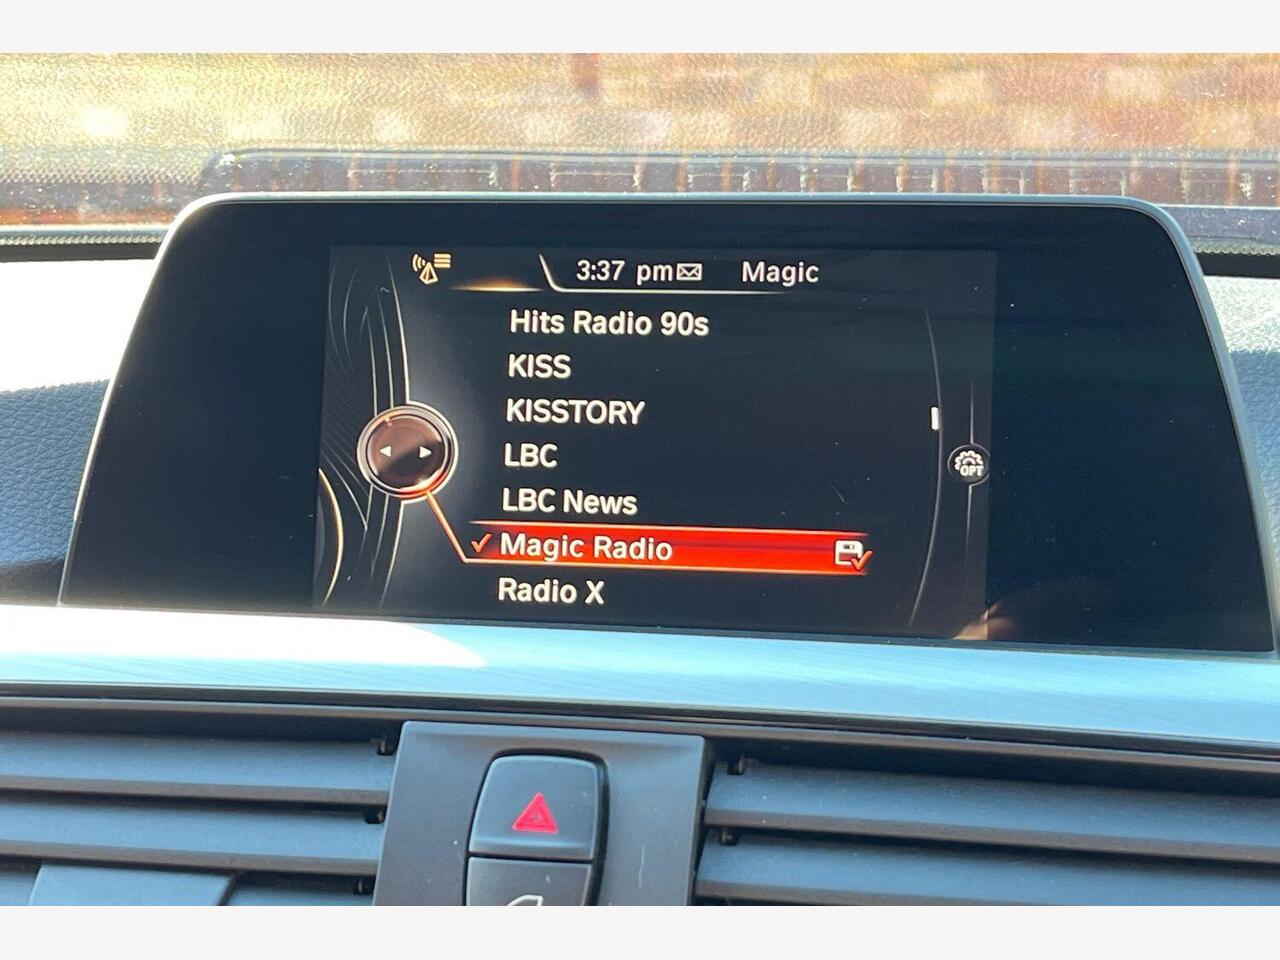 3:37 pm Magic
Hits Radio 90s
KISS
KISSTORY
LBC
LBC News
Magic Radio
OPT
Radio X